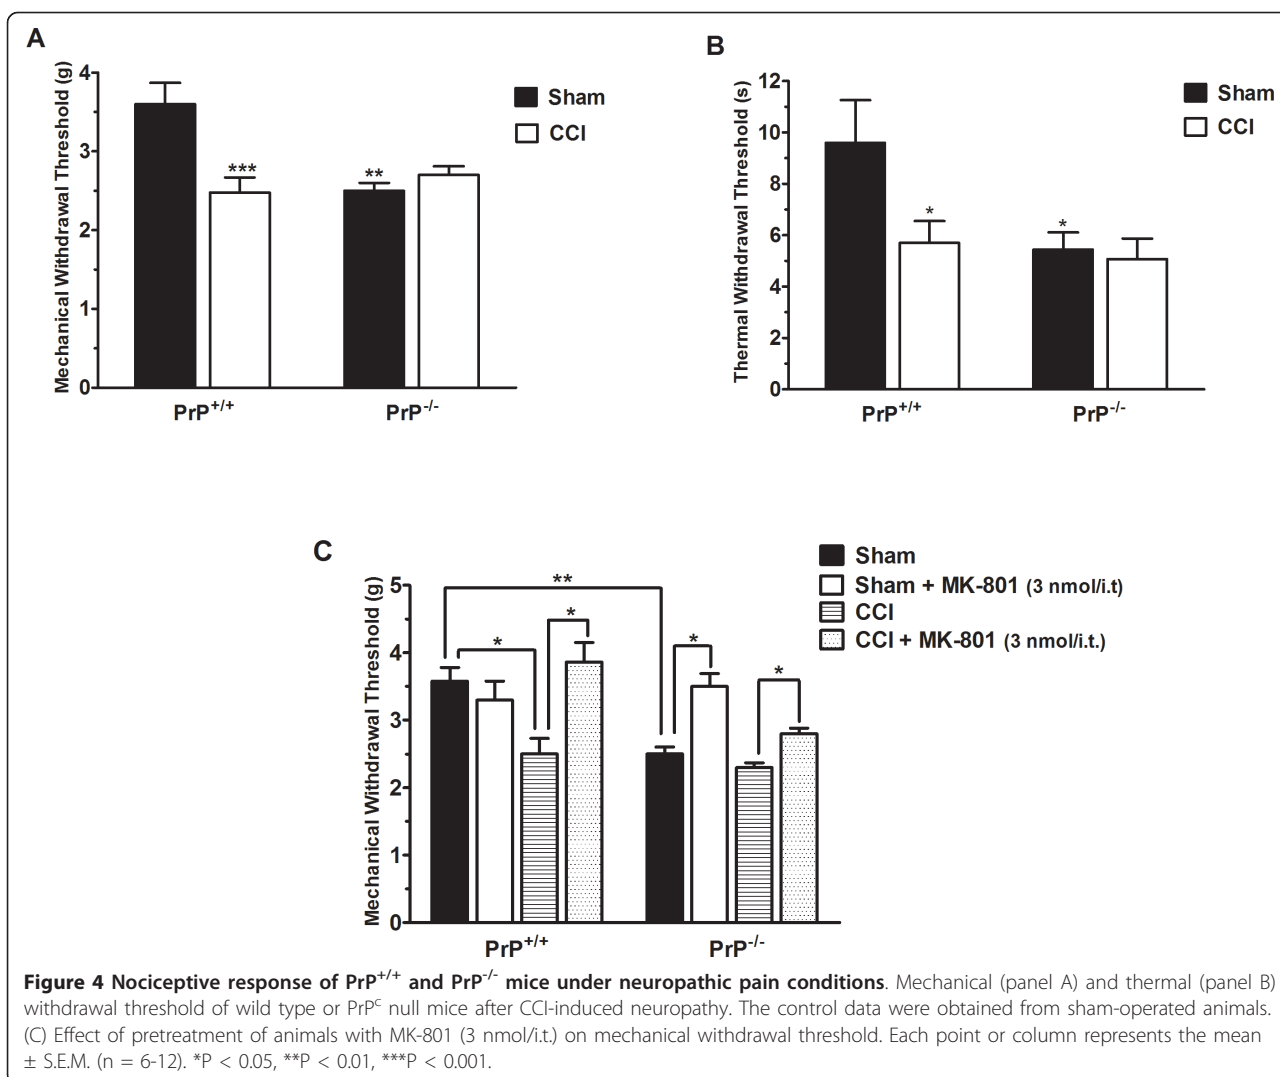 A
Mechanical Withdrawal Threshold (g)
4
3
2
1
0
***
**
Sham
CCI
PrP+/+
PrP-/-
B
Thermal Withdrawal Threshold (s)
12
10
8
6
4
2
0
*
*
Sham
CCI
PrP+/+
PrP-/-
C
Mechanical Withdrawal Threshold (g)
5
4
3
2
1
0
**
*
*
*
*
Sham
Sham + MK-801 (3 nmol/i.t)
CCI
CCI + MK-801 (3 nmol/i.t.)
PrP+/+
PrP-/-
Figure 4 Nociceptive response of PrP+/+ and PrP-/- mice under neuropathic pain conditions. Mechanical (panel A) and thermal (panel B)
withdrawal threshold of wild type or PrPc null mice after CCI-induced neuropathy. The control data were obtained from sham-operated animals.
(C) Effect of pretreatment of animals with MK-801 (3 nmol/i.t.) on mechanical withdrawal threshold. Each point or column represents the mean
± S.E.M. (n = 6-12). *P < 0.05, **P < 0.01, ***P < 0.001.